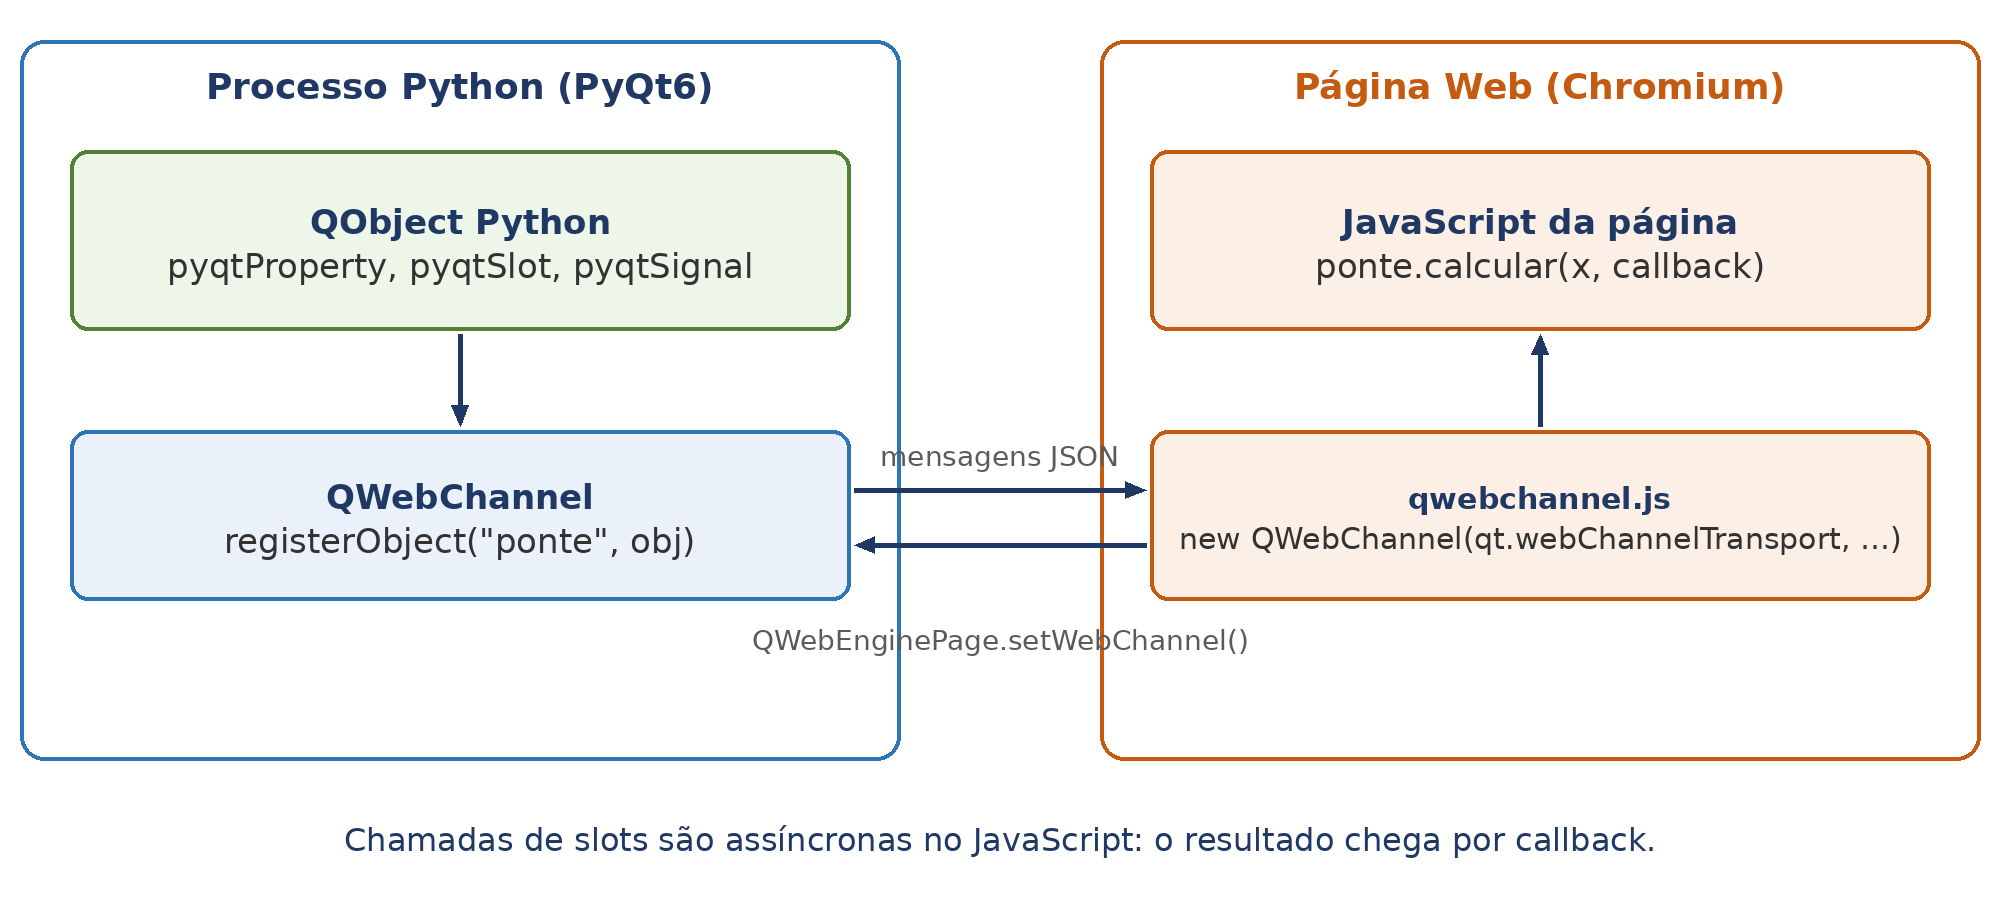 Processo Python (PyQt6)
QObject Python
pyqtProperty, pyqtSlot, pyqtSignal
QWebChannel
registerObject("ponte", obj)
mensagens JSON
QWebEnginePage.setWebChannel()
Página Web (Chromium)
JavaScript da página
ponte.calcular(x, callback)
qwebchannel.js
new QWebChannel(qt.webChannelTransport, ...)
Chamadas de slots são assíncronas no JavaScript: o resultado chega por callback.